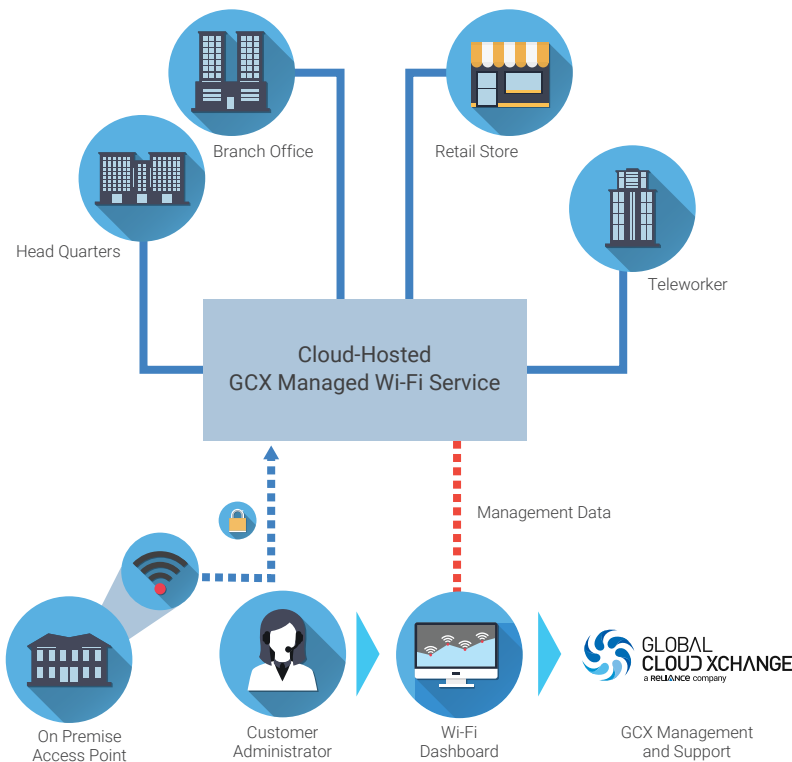 Branch Office
Retail Store
Head Quarters
Teleworker
Cloud-Hosted
GCX Managed Wi-Fi Service
Management Data
GLOBAL
CLOUD XCHANGE
a RELIANCE company
On Premise
Access Point
Customer
Administrator
Wi-Fi
Dashboard
GCX Management
and Support